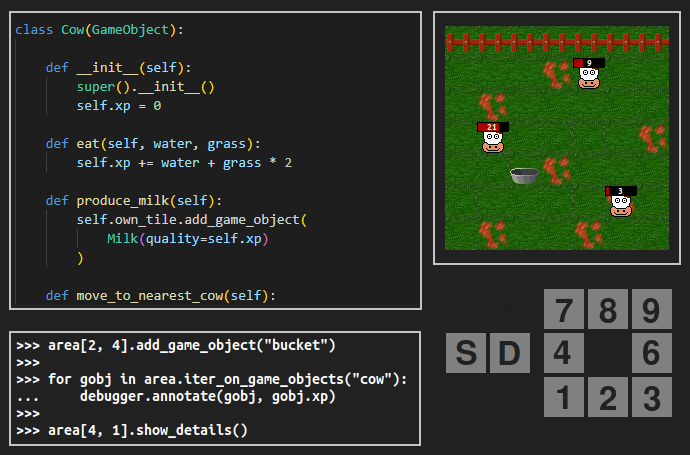 class Cow(GameObject):
    def __init__(self):
        super().__init__()
        self.xp = 0
    def eat(self, water, grass):
        self.xp += water + grass * 2
    def produce_milk(self):
        self.own_tile.add_game_object(
            Milk(quality=self.xp)
        )
    def move_to_nearest_cow(self):
9
21
3
7 8 9
S D 4 6
1 2 3
>>> area[2, 4].add_game_object("bucket")
>>>
>>> for gobj in area.iter_on_game_objects("cow"):
...     debugger.annotate(gobj, gobj.xp)
>>>
>>> area[4, 1].show_details()